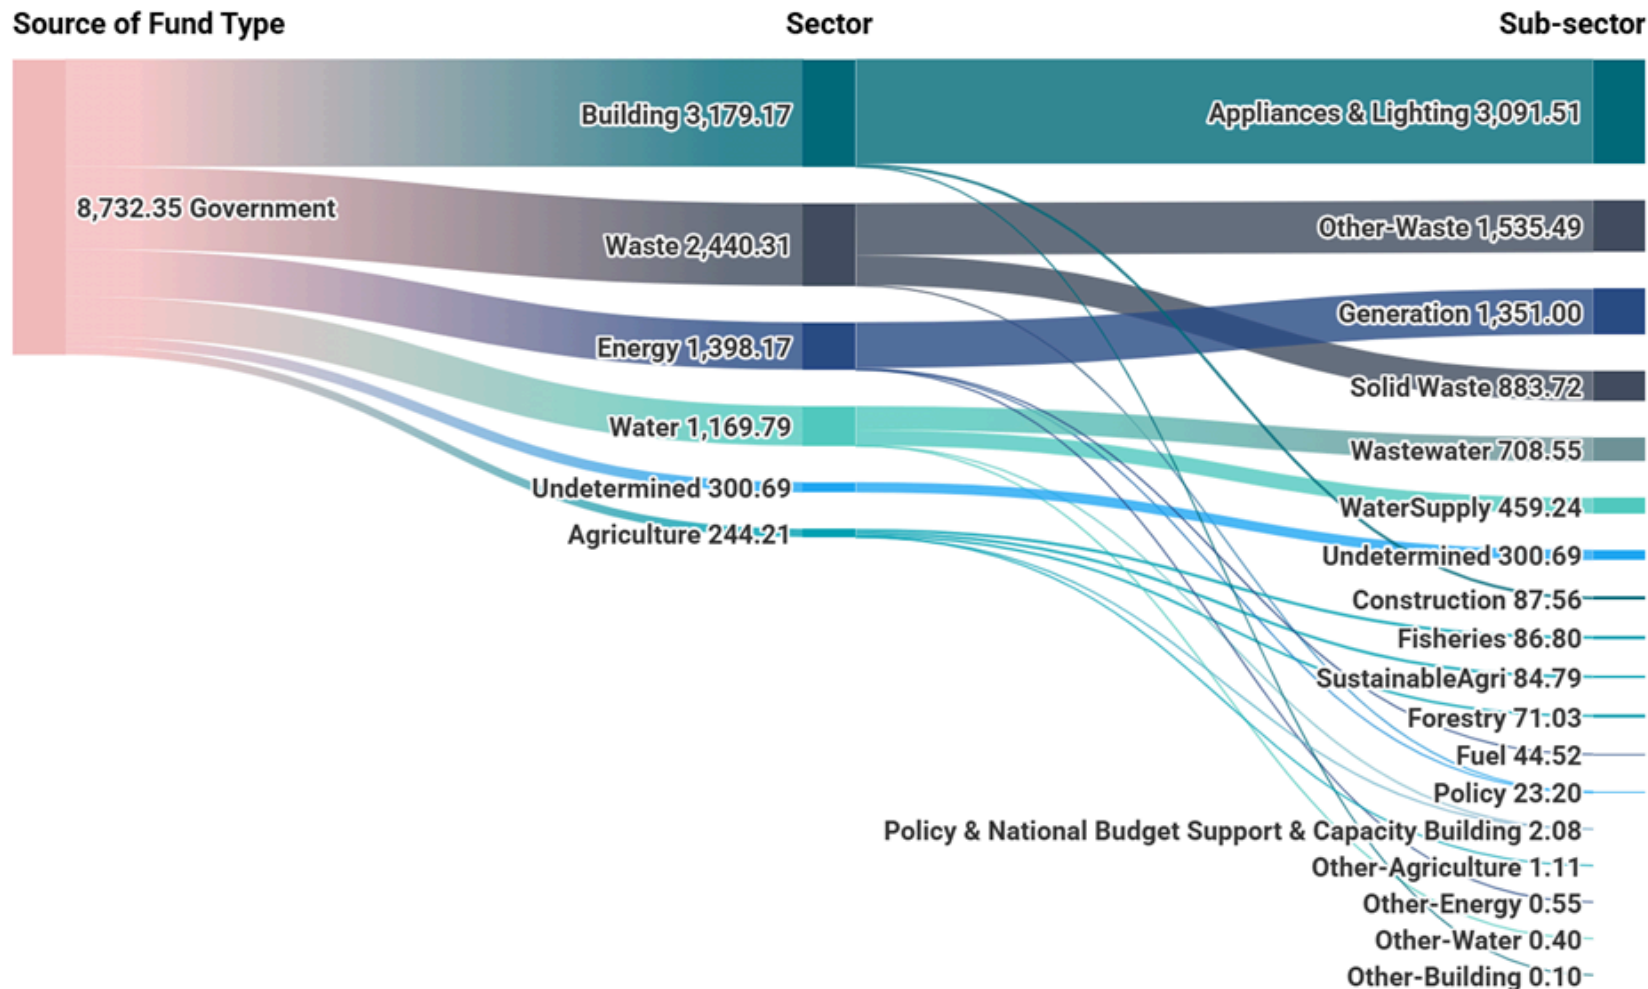 Source of Fund Type
Sector
Sub-sector
8,732.35 Government
Building 3,179.17
Waste 2,440.31
Energy 1,398.17
Water 1,169.79
Undetermined 300.69
Agriculture 244.21
Appliances & Lighting 3,091.51
Other-Waste 1,535.49
Generation 1,351.00
Solid Waste 883.72
Wastewater 708.55
WaterSupply 459.24
Undetermined 300.69
Construction 87.56
Fisheries 86.80
SustainableAgri 84.79
Forestry 71.03
Fuel 44.52
Policy 23.20
Policy & National Budget Support & Capacity Building 2.08
Other-Agriculture 1.11
Other-Energy 0.55
Other-Water 0.40
Other-Building 0.10